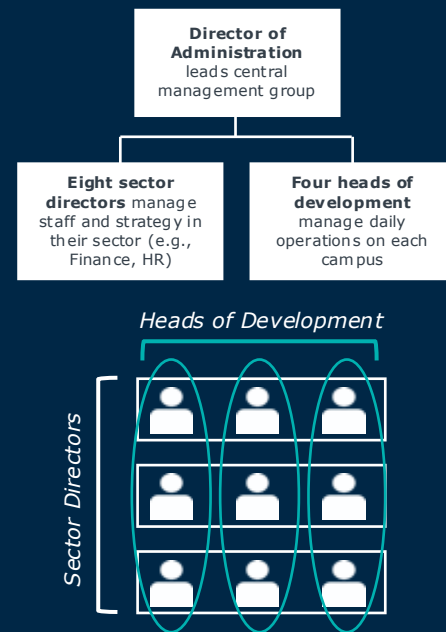 Director of
Administration
leads central
management group
Eight sector
directors manage
staff and strategy in
their sector (e.g.,
Finance, HR)
Four heads of
development
manage daily
operations on each
campus
Heads of Development
Sector Directors